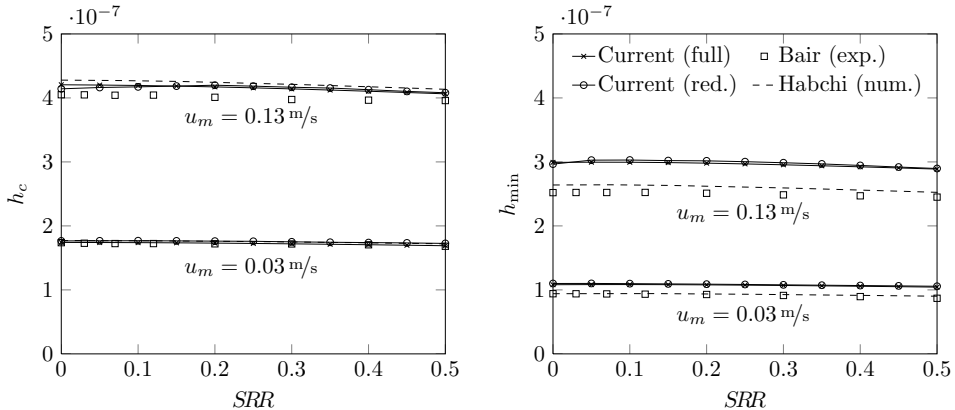 ·10⁻⁷
5
4
3
2
1
0
0
0.1
0.2
0.3
0.4
0.5
h_c
SRR
u_m = 0.13 m/s
u_m = 0.03 m/s
·10⁻⁷
5
4
3
2
1
0
0
0.1
0.2
0.3
0.4
0.5
h_min
SRR
Current (full)
Bair (exp.)
Current (red.)
Habchi (num.)
u_m = 0.13 m/s
u_m = 0.03 m/s